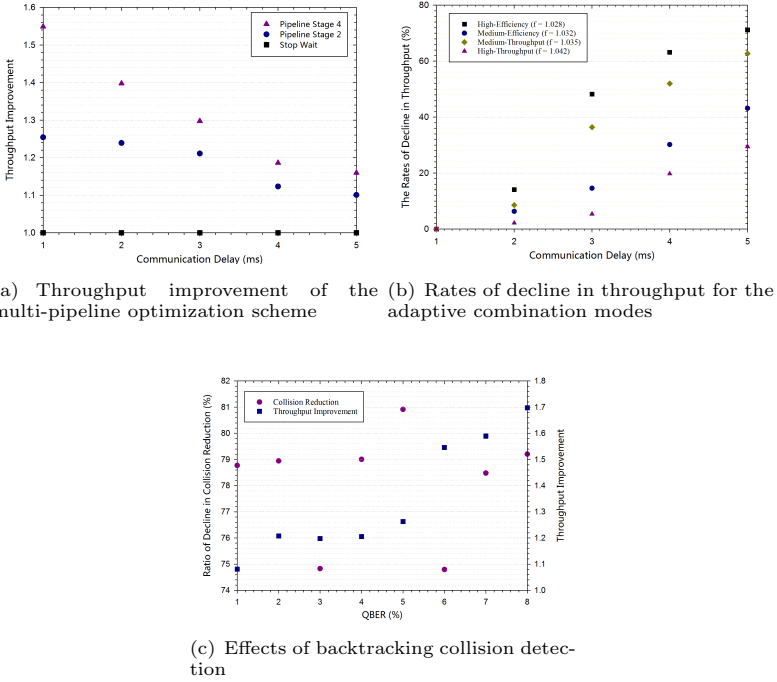 1.6
1.5
1.4
1.3
1.2
1.1
1.0
Throughput Improvement
Pipeline Stage 4
Pipeline Stage 2
Stop Wait
1 2 3 4 5
Communication Delay (ms)
80
60
40
20
0
The Rates of Decline in Throughput (%)
High-Efficiency (f = 1.028)
Medium-Efficiency (f = 1.032)
Medium-Throughput (f = 1.035)
High-Throughput (f = 1.042)
1 2 3 4 5
Communication Delay (ms)
a) Throughput improvement of the
multi-pipeline optimization scheme
(b) Rates of decline in throughput for the
adaptive combination modes
82
81
80
79
78
77
76
75
74
Ratio of Decline in Collision Reduction (%)
Collision Reduction
Throughput Improvement
1.8
1.7
1.6
1.5
1.4
1.3
1.2
1.1
1.0
Throughput Improvement
1 2 3 4 5 6 7 8
QBER (%)
(c) Effects of backtracking collision detec-
tion